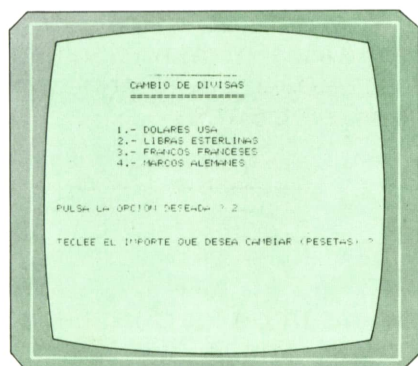 CAMBIO DE DIVISAS
=================
1.- DOLARES USA
2.- LIBRAS ESTERLINAS
3.- FRANCOS FRANCESES
4.- MARCOS ALEMANES
PULSA LA OPCION DESEADA ? 2
TECLEE EL IMPORTE QUE DESEA CAMBIAR (PESETAS) ?